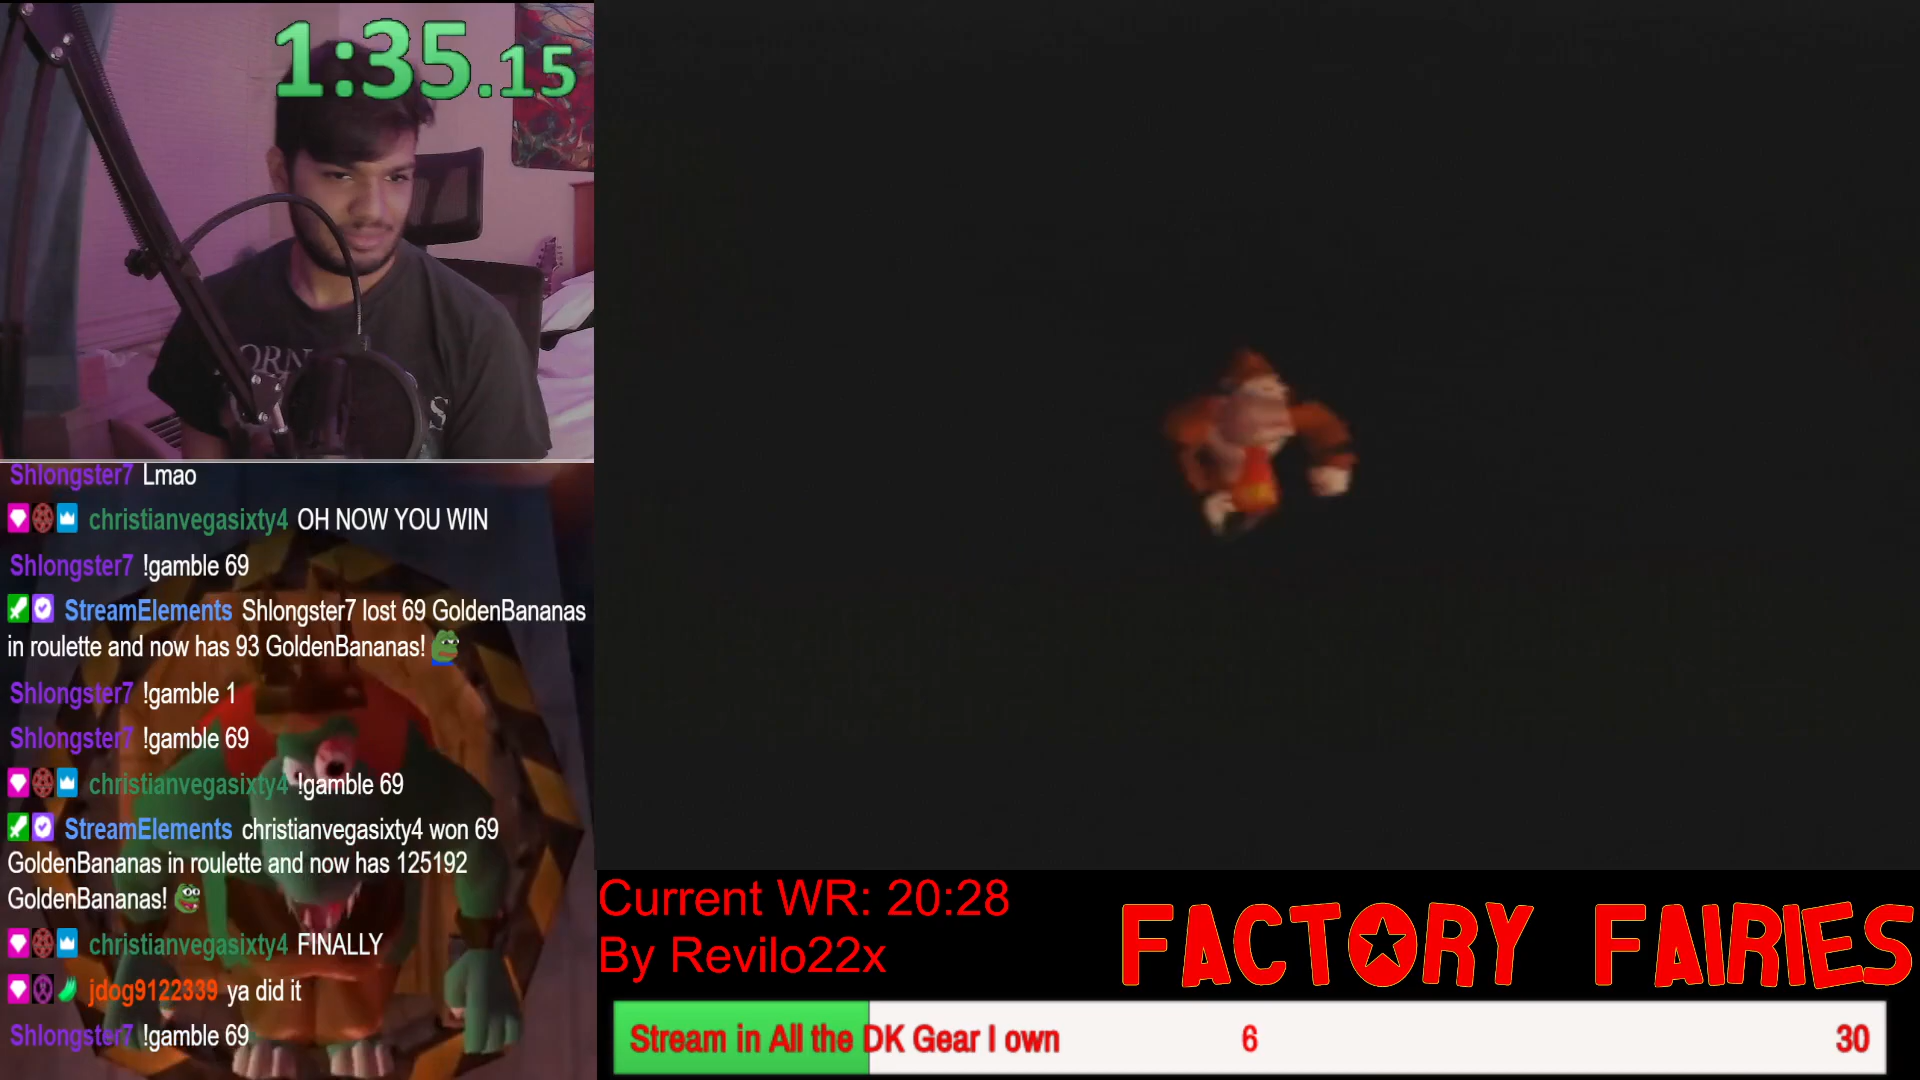 1:35.15
ORN
S
Shlongster7 Lmao
christianvegasixty4 OH NOW YOU WIN
Shlongster7 !gamble 69
StreamElements Shlongster7 lost 69 GoldenBananas
in roulette and now has 93 GoldenBananas!
Shlongster7 !gamble 1
Shlongster7 !gamble 69
christianvegasixty4 !gamble 69
StreamElements christianvegasixty4 won 69
GoldenBananas in roulette and now has 125192
GoldenBananas!
christianvegasixty4 FINALLY
jdog9122339 ya did it
Shlongster7 !gamble 69
Current WR: 20:28
By Revilo22x
FACTORY FAIRIES
Stream in All the DK Gear I own 6 30